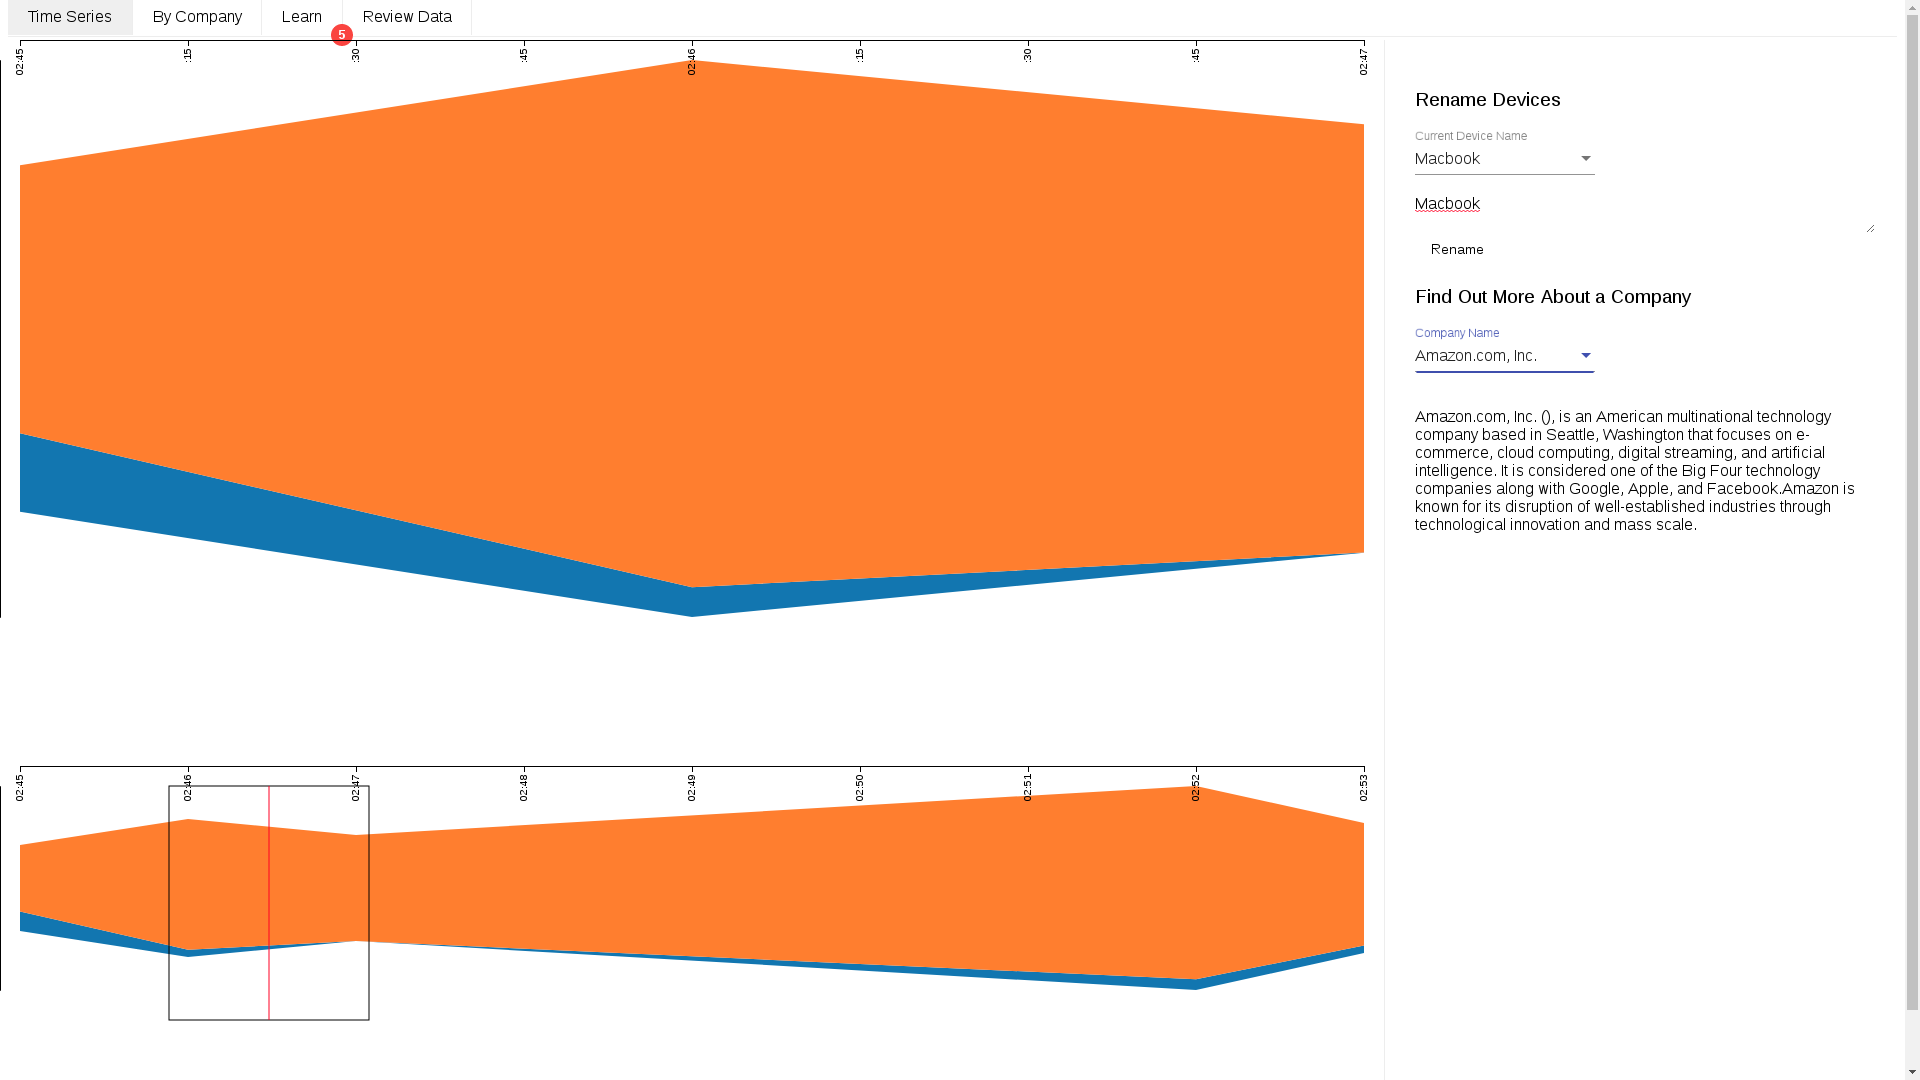 Time Series By Company Learn Review Data
5
02:45 :15 :30 :45 02:46 :15 :30 :45 02:47
Rename Devices
Current Device Name
Macbook
Macbook
Rename
Find Out More About a Company
Company Name
Amazon.com, Inc.
Amazon.com, Inc. (), is an American multinational technology
company based in Seattle, Washington that focuses on e-
commerce, cloud computing, digital streaming, and artificial
intelligence. It is considered one of the Big Four technology
companies along with Google, Apple, and Facebook.Amazon is
known for its disruption of well-established industries through
technological innovation and mass scale.
02:45 02:46 02:47 02:48 02:49 02:50 02:51 02:52 02:53